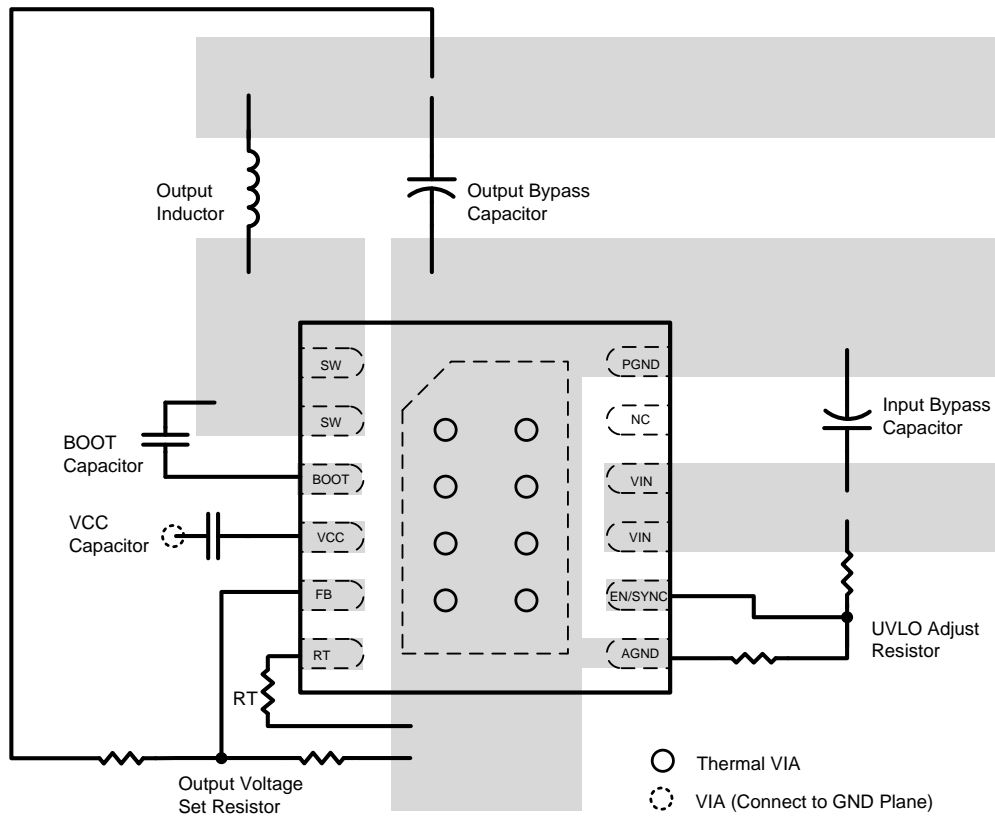 Output
Inductor
Output Bypass
Capacitor
SW
PGND
SW
NC
Input Bypass
Capacitor
BOOT
Capacitor
BOOT
VIN
VCC
Capacitor
VCC
VIN
FB
EN/SYNC
UVLO Adjust
Resistor
RT
AGND
RT
Output Voltage
Set Resistor
Thermal VIA
VIA (Connect to GND Plane)